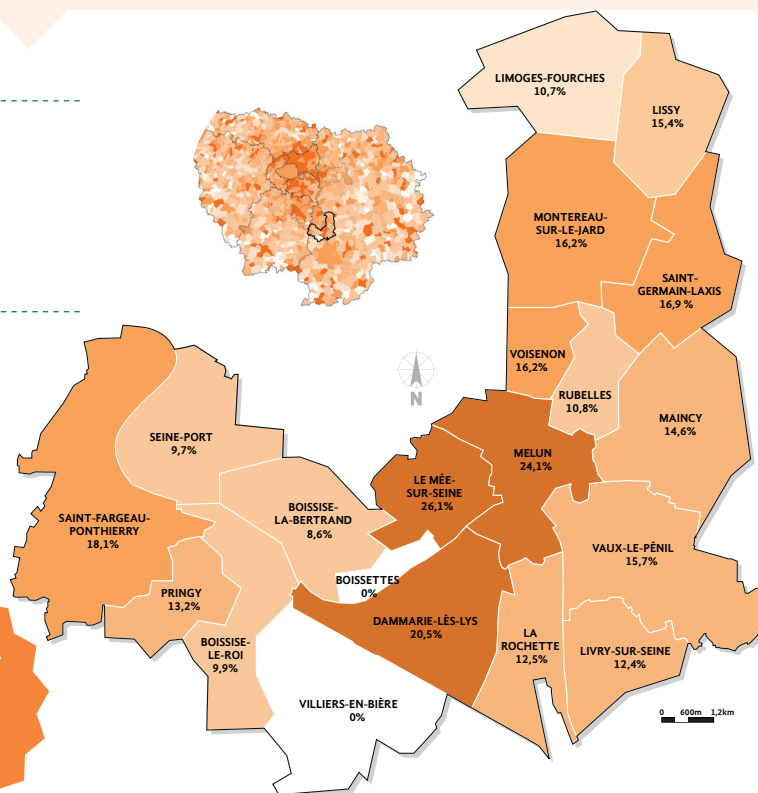 LIMOGES-FOURCHES
10,7%
LISSY
15,4%
MONTEREAU-
SUR-LE-JARD
16,2%
SAINT-
GERMAIN-LAXIS
16,9 %
VOISENON
16,2%
RUBELLES
10,8%
MAINCY
14,6%
N
SEINE-PORT
9,7%
MELUN
24,1%
LE MÉE-
SUR-SEINE
26,1%
BOISSISE-
LA-BERTRAND
8,6%
SAINT-FARGEAU-
PONTHIERRY
18,1%
VAUX-LE-PÉNIL
15,7%
BOISSETTES
0%
PRINGY
13,2%
DAMMARIE-LÈS-LYS
20,5%
BOISSISE-
LE-ROI
9,9%
LA
ROCHETTE
12,5%
LIVRY-SUR-SEINE
12,4%
VILLIERS-EN-BIÈRE
0%
0 600m 1,2km